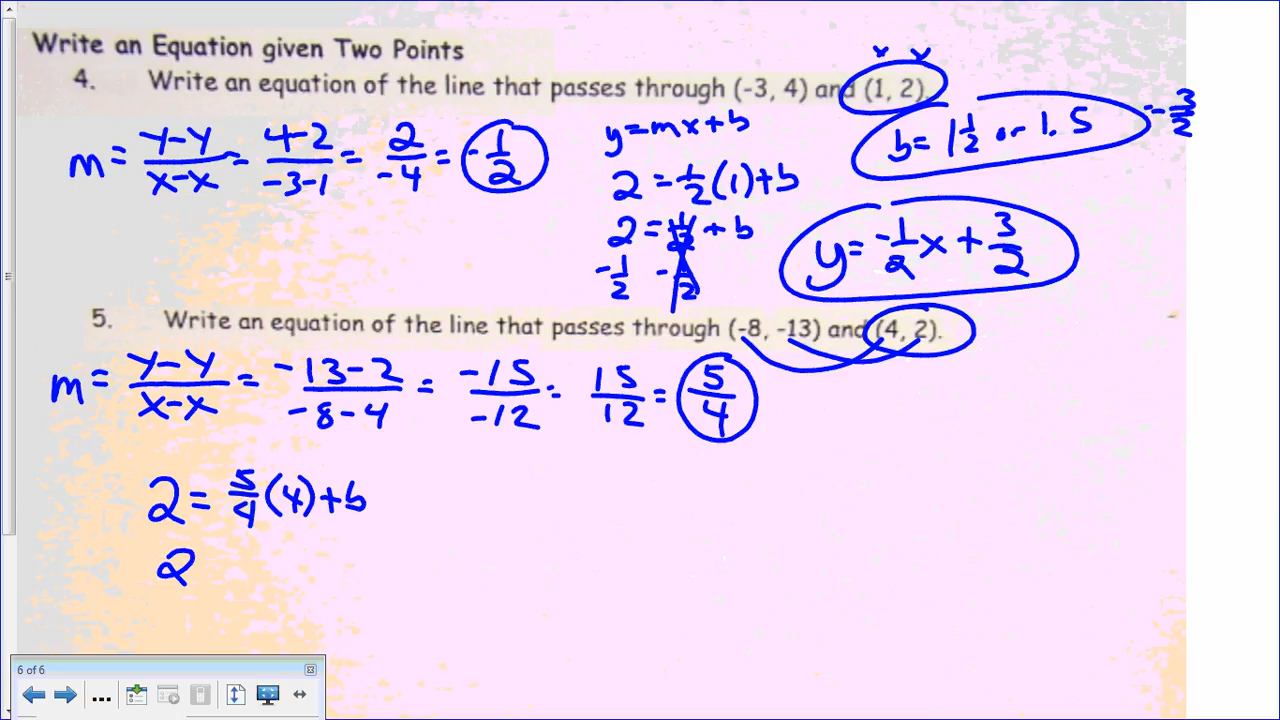 Write an Equation given Two Points
x y
4. Write an equation of the line that passes through (-3, 4) and (1, 2).
m = y-y/x-x = 4-2/-3-1 = 2/-4 = -1/2
y=mx+b
2 = -1/2(1)+b
2 = + b
-1/2
b= 1 1/2 or 1.5 = 3/2
y= -1/2x + 3/2
5. Write an equation of the line that passes through (-8, -13) and (4, 2).
m = y-y/x-x = -13-2/-8-4 = -15/-12 = 15/12 = 5/4
2 = 5/4(4)+b
2
6 of 6